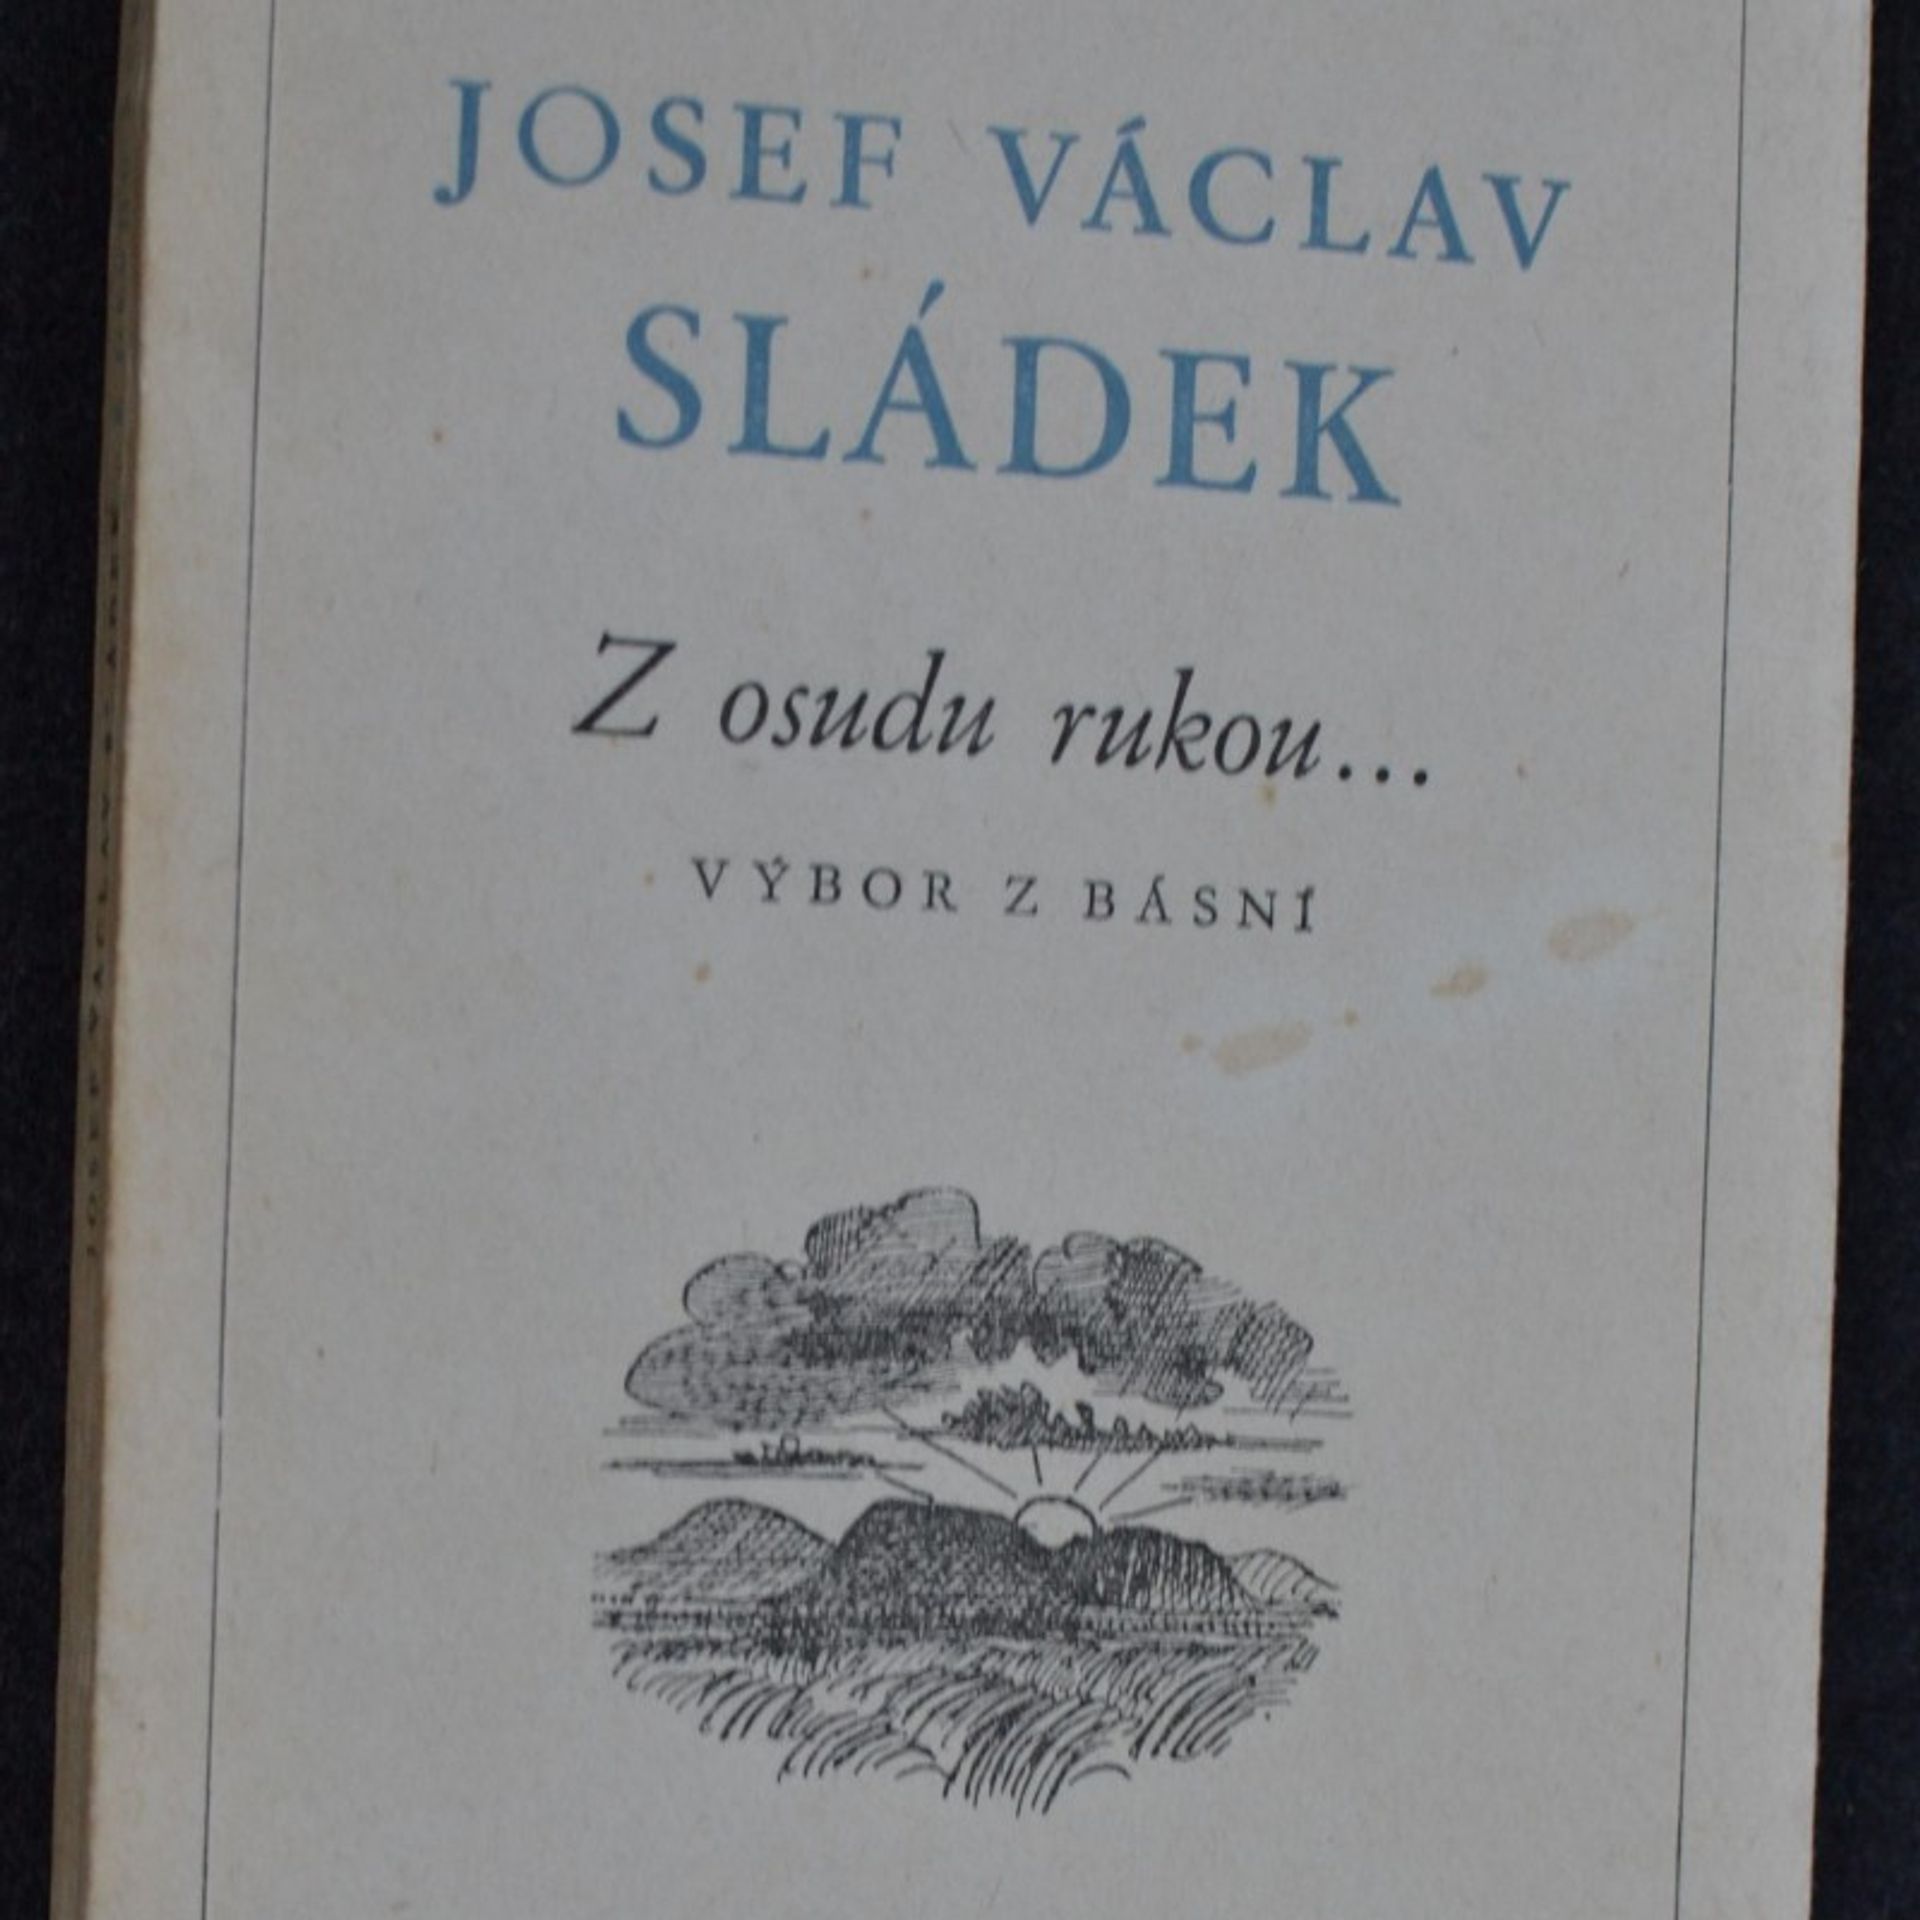 JOSEF VÁCLAV
SLÁDEK
Z osudu rukou...
VÝBOR Z BÁSNÍ